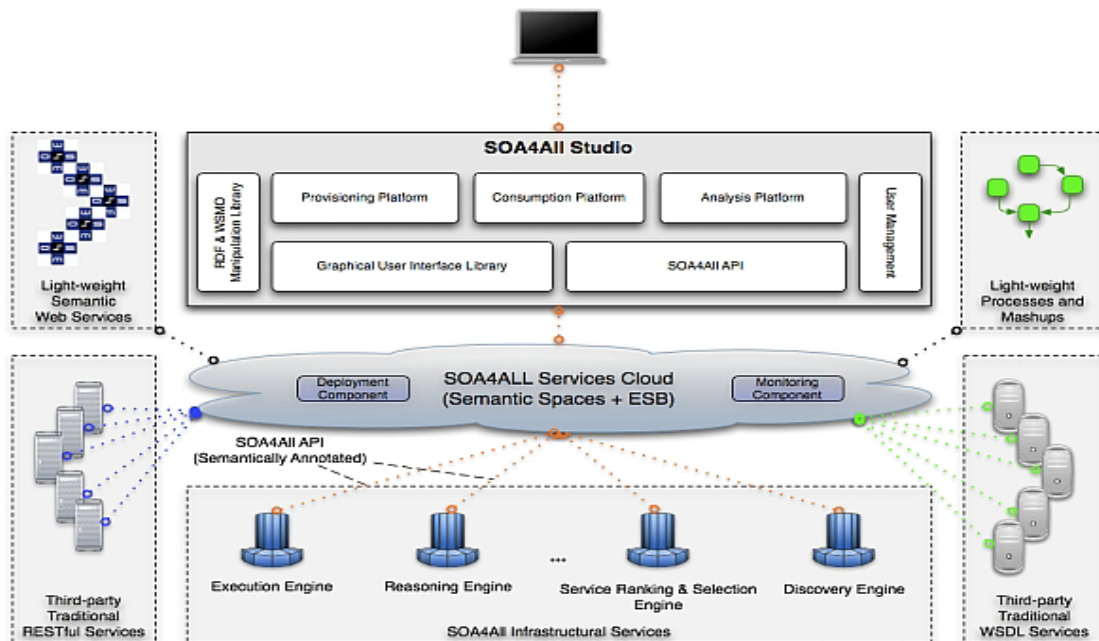 SOA4All Studio
RDF & WSMO
Manipulation Library
Provisioning Platform
Consumption Platform
Analysis Platform
User Management
Graphical User Interface Library
SOA4All API
Light-weight
Semantic
Web Services
Light-weight
Processes and
Mashups
Deployment
Component
SOA4ALL Services Cloud
(Semantic Spaces + ESB)
Monitoring
Component
SOA4All API
(Semantically Annotated)
Execution Engine
Reasoning Engine
...
Service Ranking & Selection
Engine
Discovery Engine
Third-party
Traditional
RESTful Services
SOA4All Infrastructural Services
Third-party
Traditional
WSDL Services